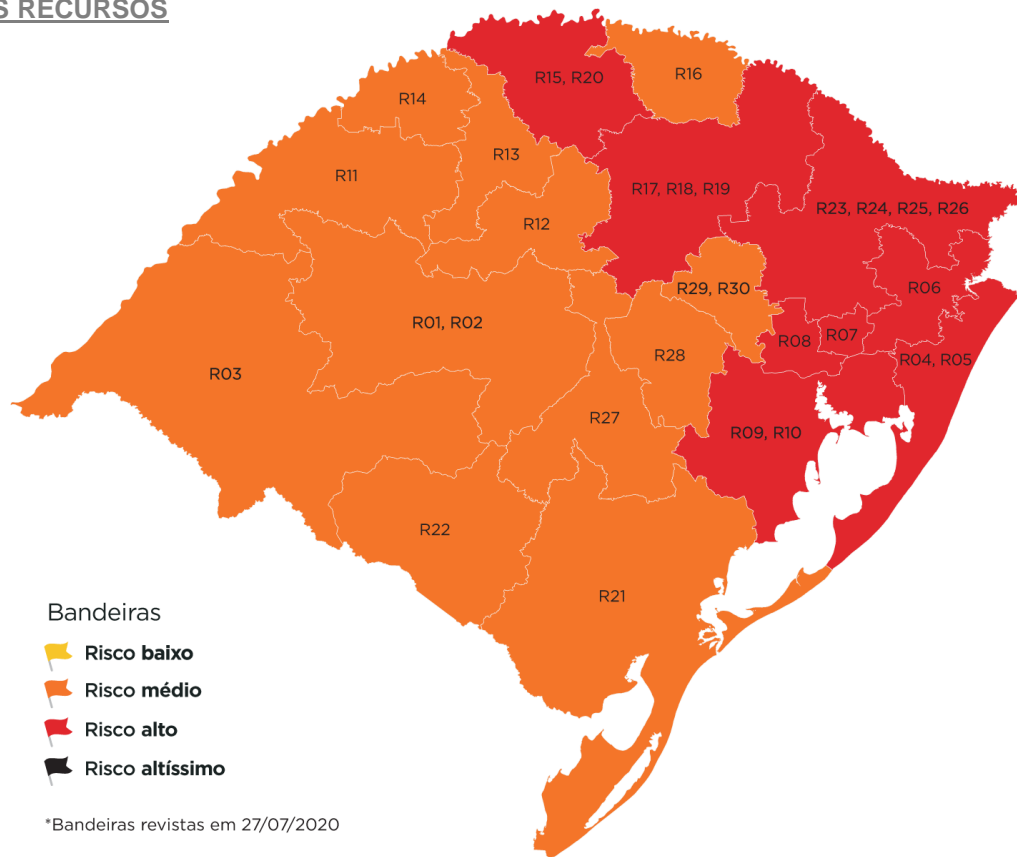 S RECURSOS
R15, R20
R16
R14
R13
R11
R17, R18, R19
R23, R24, R25, R26
R12
R29, R30
R06
R01, R02
R08
R07
R28
R04, R05
R03
R27
R09, R10
R22
R21
Bandeiras
Risco baixo
Risco médio
Risco alto
Risco altíssimo
*Bandeiras revistas em 27/07/2020